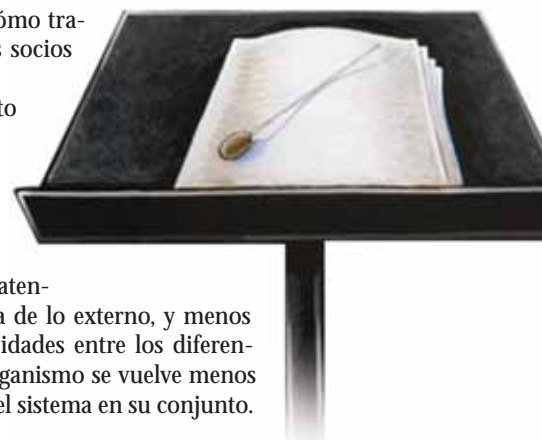 ómo tra-
s socios
to
aten-
a de lo externo, y menos
idades entre los diferen-
ganismo se vuelve menos
el sistema en su conjunto.